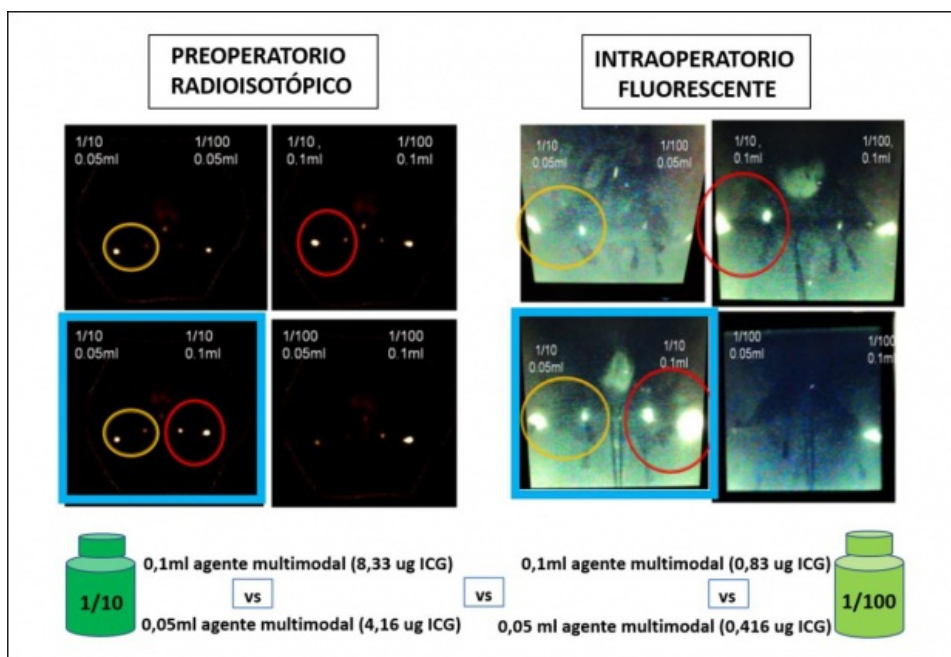 PREOPERATORIO
RADIOISOTÓPICO
INTRAOPERATORIO
FLUORESCENTE
1/10 1/100
0.05ml 0.05ml
1/10 , 1/100
0.1ml 0.1ml
1/10 1/100
0.05ml 0.05ml
1/10 , 1/100,
0.1ml 0.1ml
1/10 1/10
0.05ml 0.1ml
1/100 1/100
0.05ml 0.1ml
1/10 1/10
0.05ml 0.1ml
1/100 1/100
0.05ml 0.1ml
1/10
0,1ml agente multimodal (8,33 ug ICG)
vs
0,05ml agente multimodal (4,16 ug ICG)
vs
0,1ml agente multimodal (0,83 ug ICG)
vs
0,05 ml agente multimodal (0,416 ug ICG)
1/100